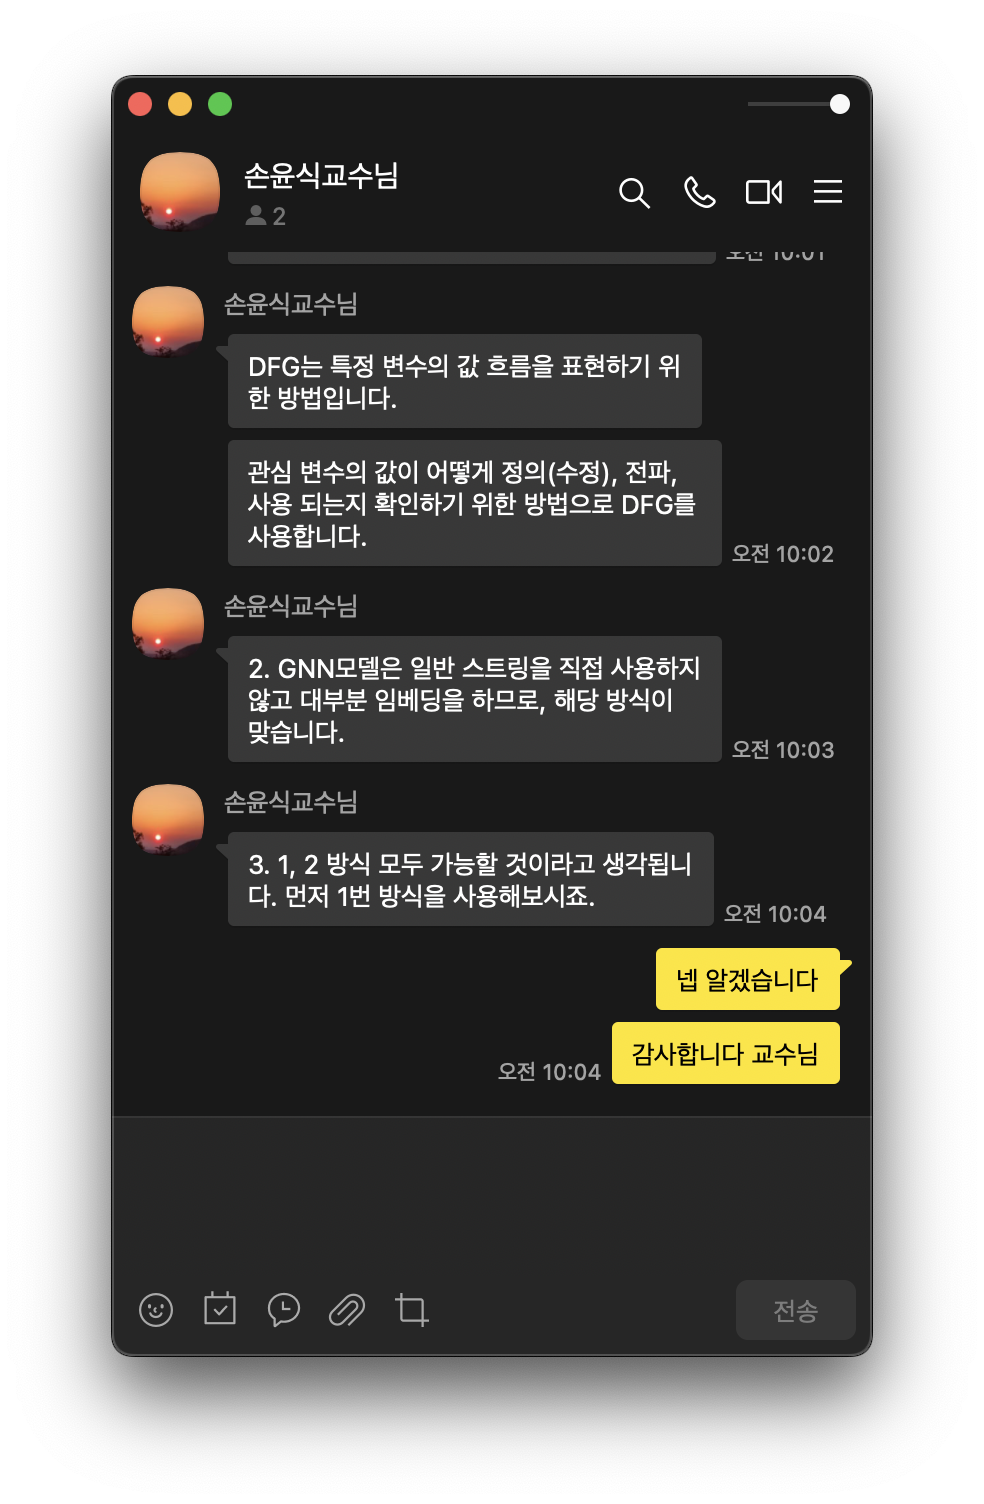 손윤식교수님
2
오전 10:01
손윤식교수님
DFG는 특정 변수의 값 흐름을 표현하기 위
한 방법입니다.
관심 변수의 값이 어떻게 정의(수정), 전파,
사용 되는지 확인하기 위한 방법으로 DFG를
사용합니다.
오전 10:02
손윤식교수님
2. GNN모델은 일반 스트링을 직접 사용하지
않고 대부분 임베딩을 하므로, 해당 방식이
맞습니다.
오전 10:03
손윤식교수님
3. 1, 2 방식 모두 가능할 것이라고 생각됩니
다. 먼저 1번 방식을 사용해보시죠.
오전 10:04
넵 알겠습니다
감사합니다 교수님
오전 10:04
전송